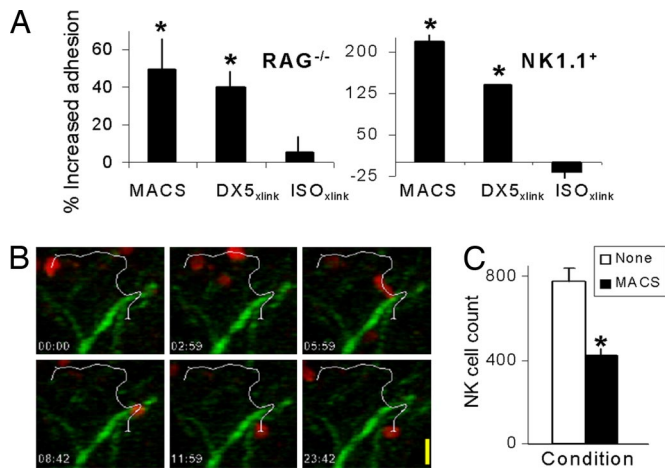 A
% Increased adhesion
60
40
20
0
*
*
RAG-/-
MACS DX5xlink ISOxlink
200
125
50
-25
*
*
NK1.1+
MACS DX5xlink ISOxlink
B
00:00
02:59
05:59
08:42
11:59
23:42
C
None
MACS
NK cell count
800
400
0
*
Condition